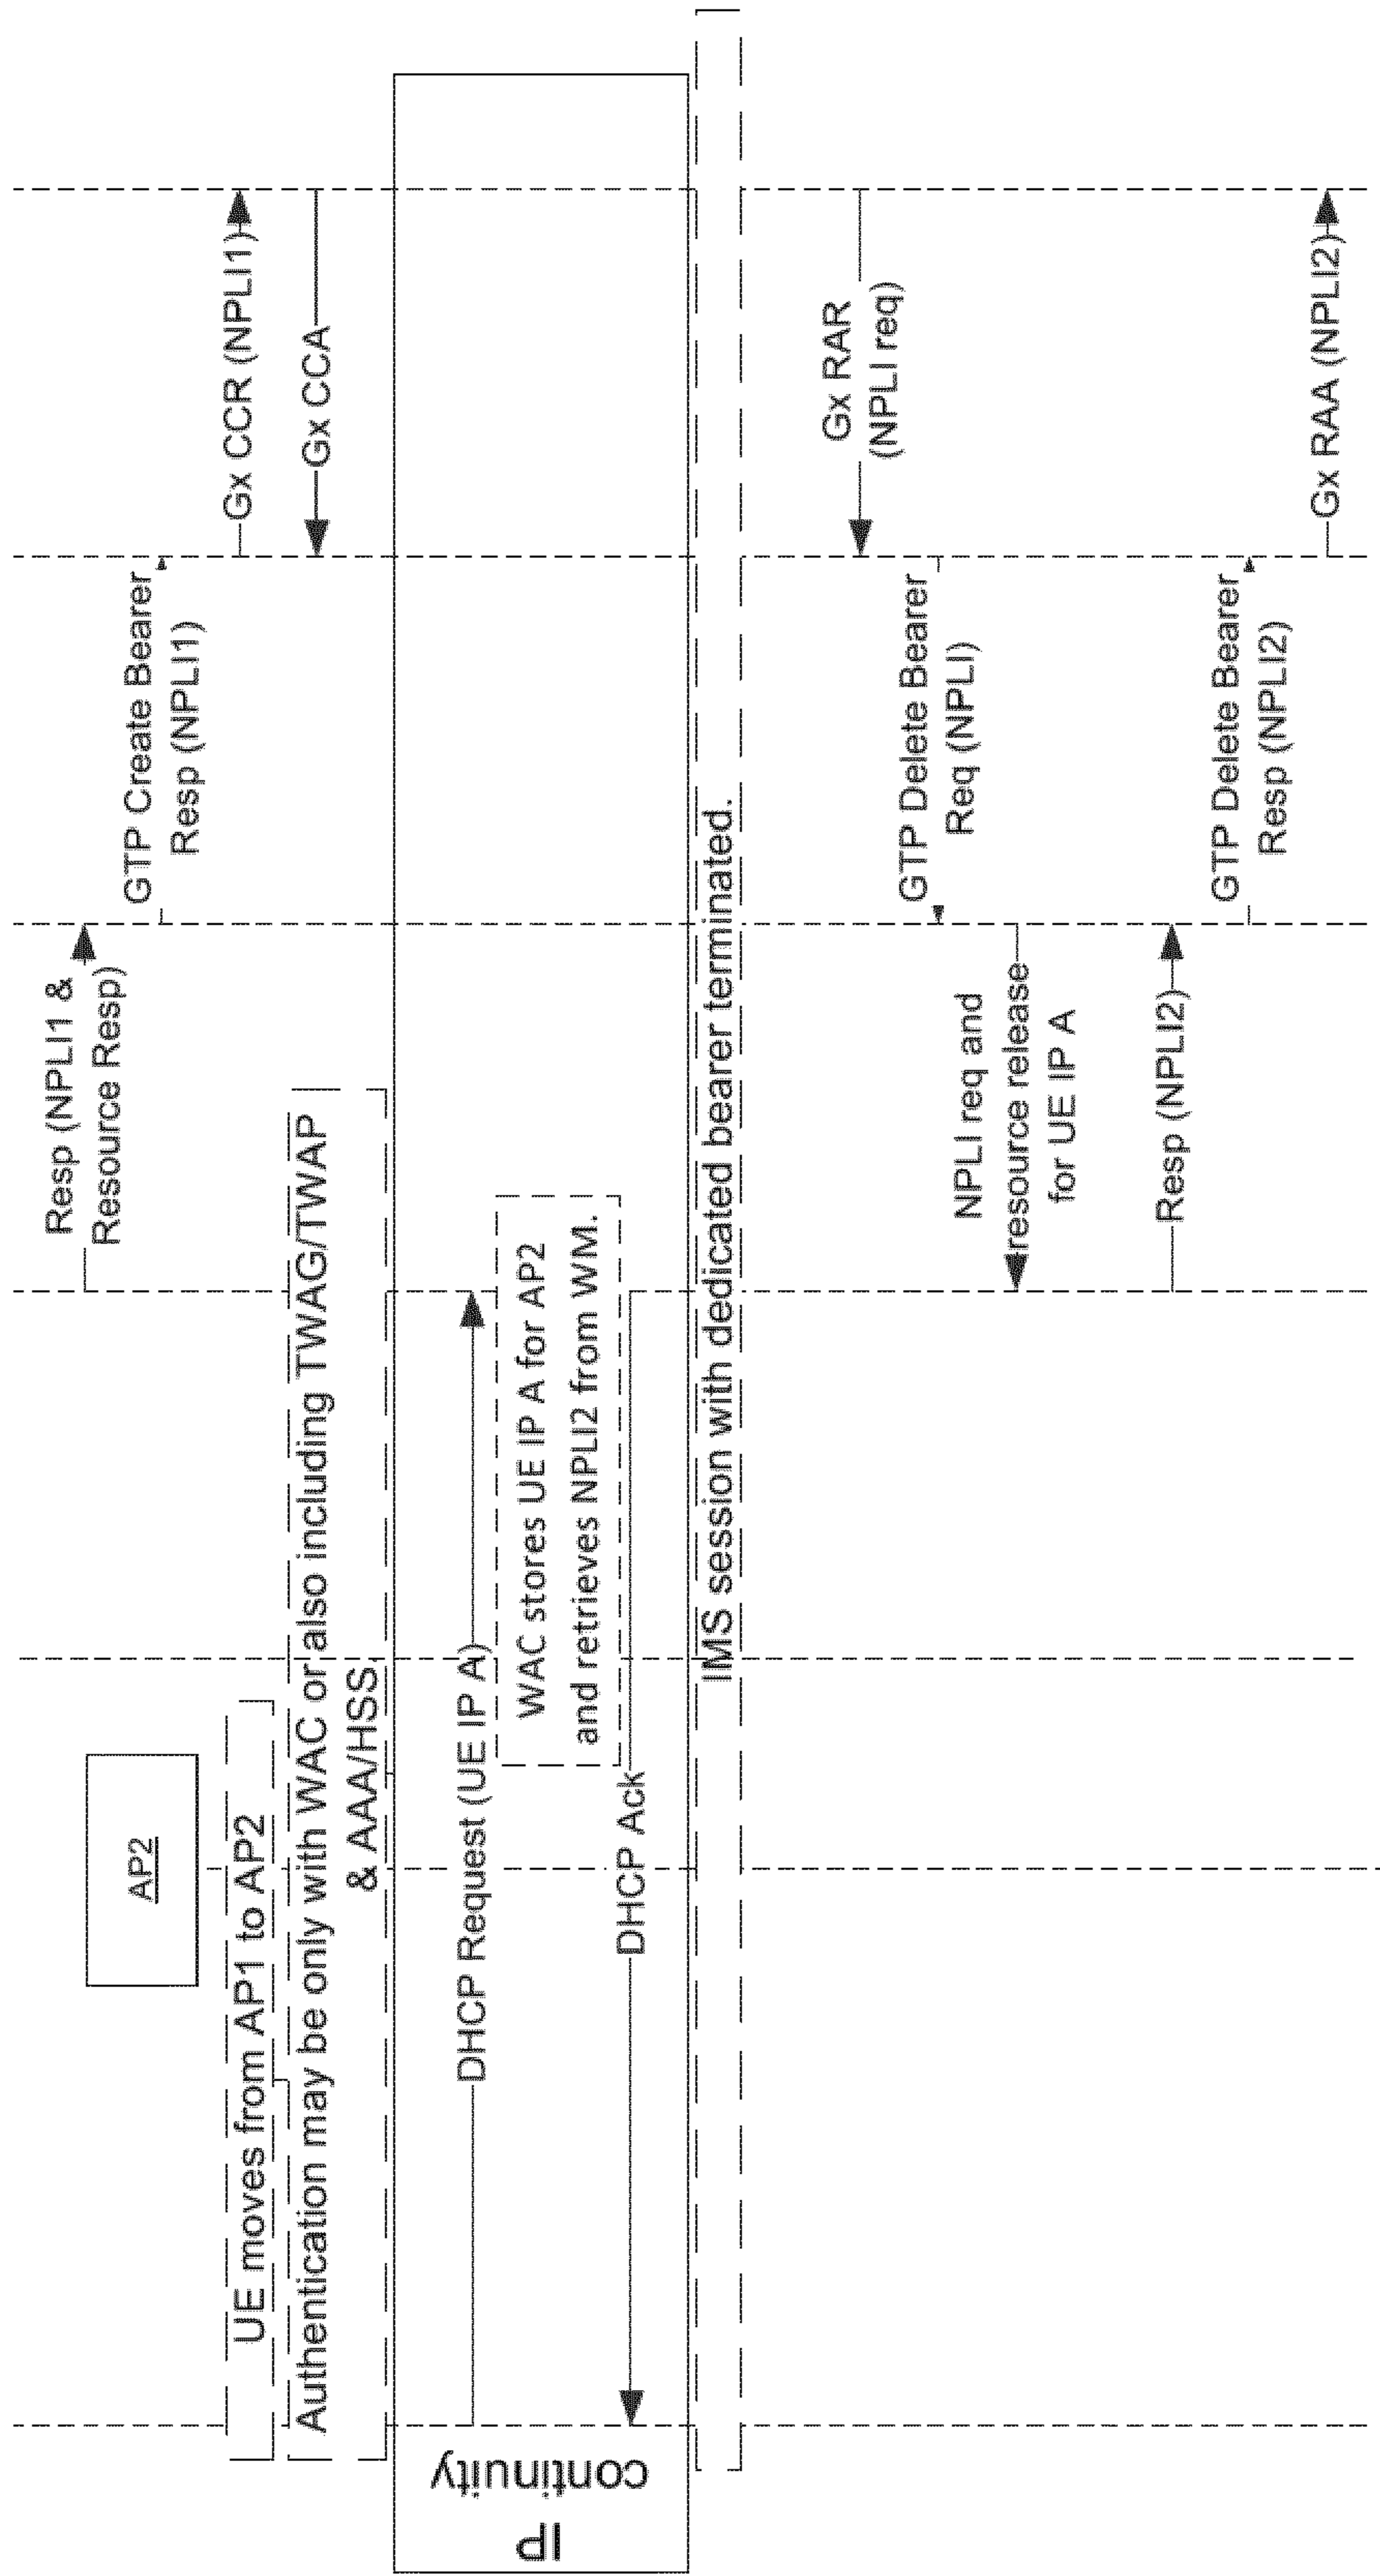 Resp (NPLI1 &
Resource Resp)
GTP Create Bearer
Resp (NPLI1)
Gx CCR (NPLI1)
Gx CCA
AP2
UE moves from AP1 to AP2
Authentication may be only with WAC or also including TWAG/TWAP
& AAA/HSS
IP
continuity
DHCP Request (UE IP A)
WAC stores UE IP A for AP2
and retrieves NPLI2 from WM.
DHCP Ack
IMS session with dedicated bearer terminated.
Gx RAR
(NPLI req)
GTP Delete Bearer
Req (NPLI)
NPLI req and
resource release
for UE IP A
Resp (NPLI2)
GTP Delete Bearer
Resp (NPLI2)
Gx RAA (NPLI2)